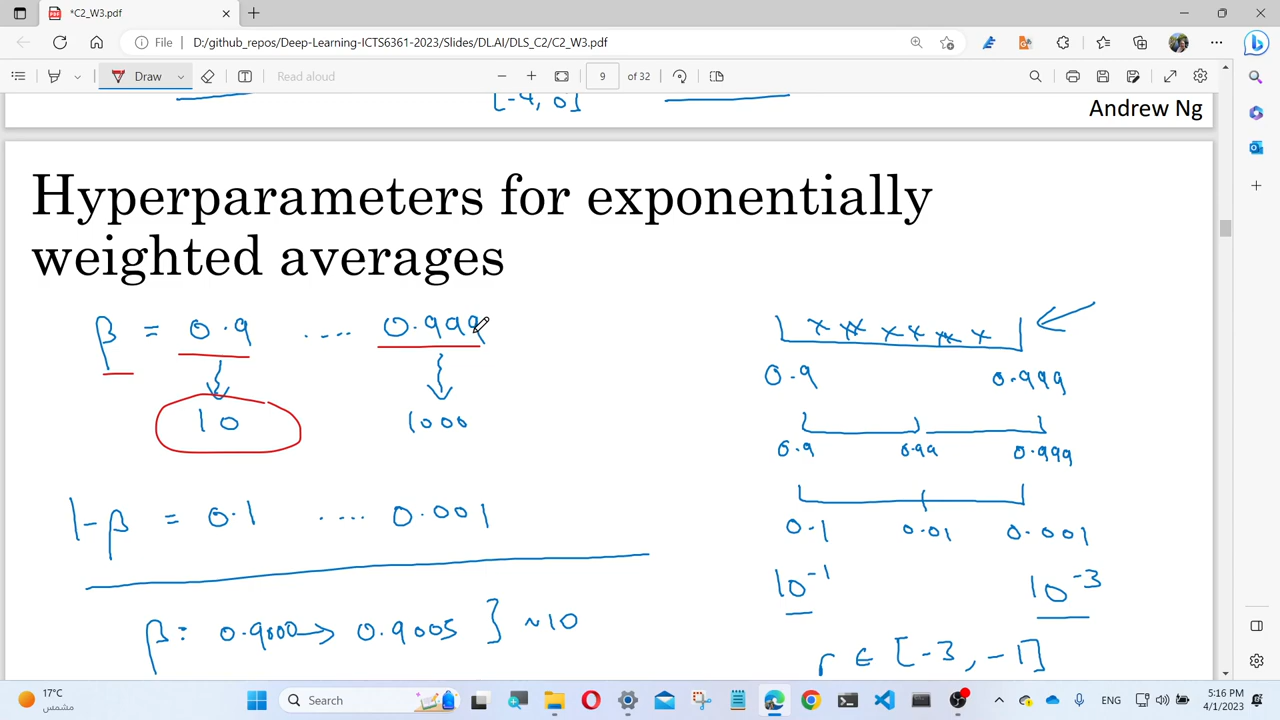 *C2_W3.pdf
File D:/github_repos/Deep-Learning-ICTS6361-2023/Slides/DL.AI/DLS_C2/C2_W3.pdf
Draw Read aloud 9 of 32
[-4, 0]
Andrew Ng
Hyperparameters for exponentially
weighted averages
β = 0.9 .... 0.999
10 1000
1-β = 0.1 .... 0.001
β: 0.9000 → 0.9005 } ~10
0.9 0.999
0.9 0.99 0.999
0.1 0.01 0.001
10⁻¹ 10⁻³
r ∈ [-3, -1]
17°C
مشمس
Search
ENG
5:16 PM
4/1/2023